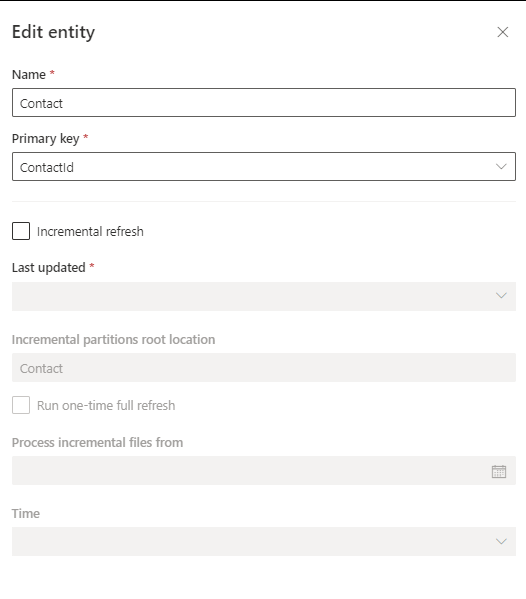 Edit entity
Name *
Contact
Primary key *
ContactId
Incremental refresh
Last updated *
Incremental partitions root location
Contact
Run one-time full refresh
Process incremental files from
Time